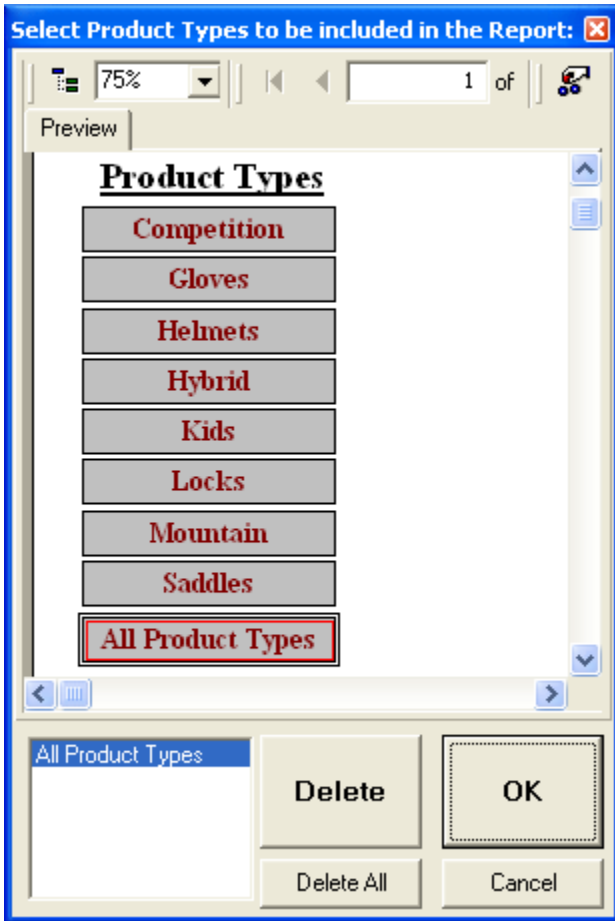 Select Product Types to be included in the Report:
75%
1 of
Preview
Product Types
Competition
Gloves
Helmets
Hybrid
Kids
Locks
Mountain
Saddles
All Product Types
All Product Types
Delete
OK
Delete All
Cancel